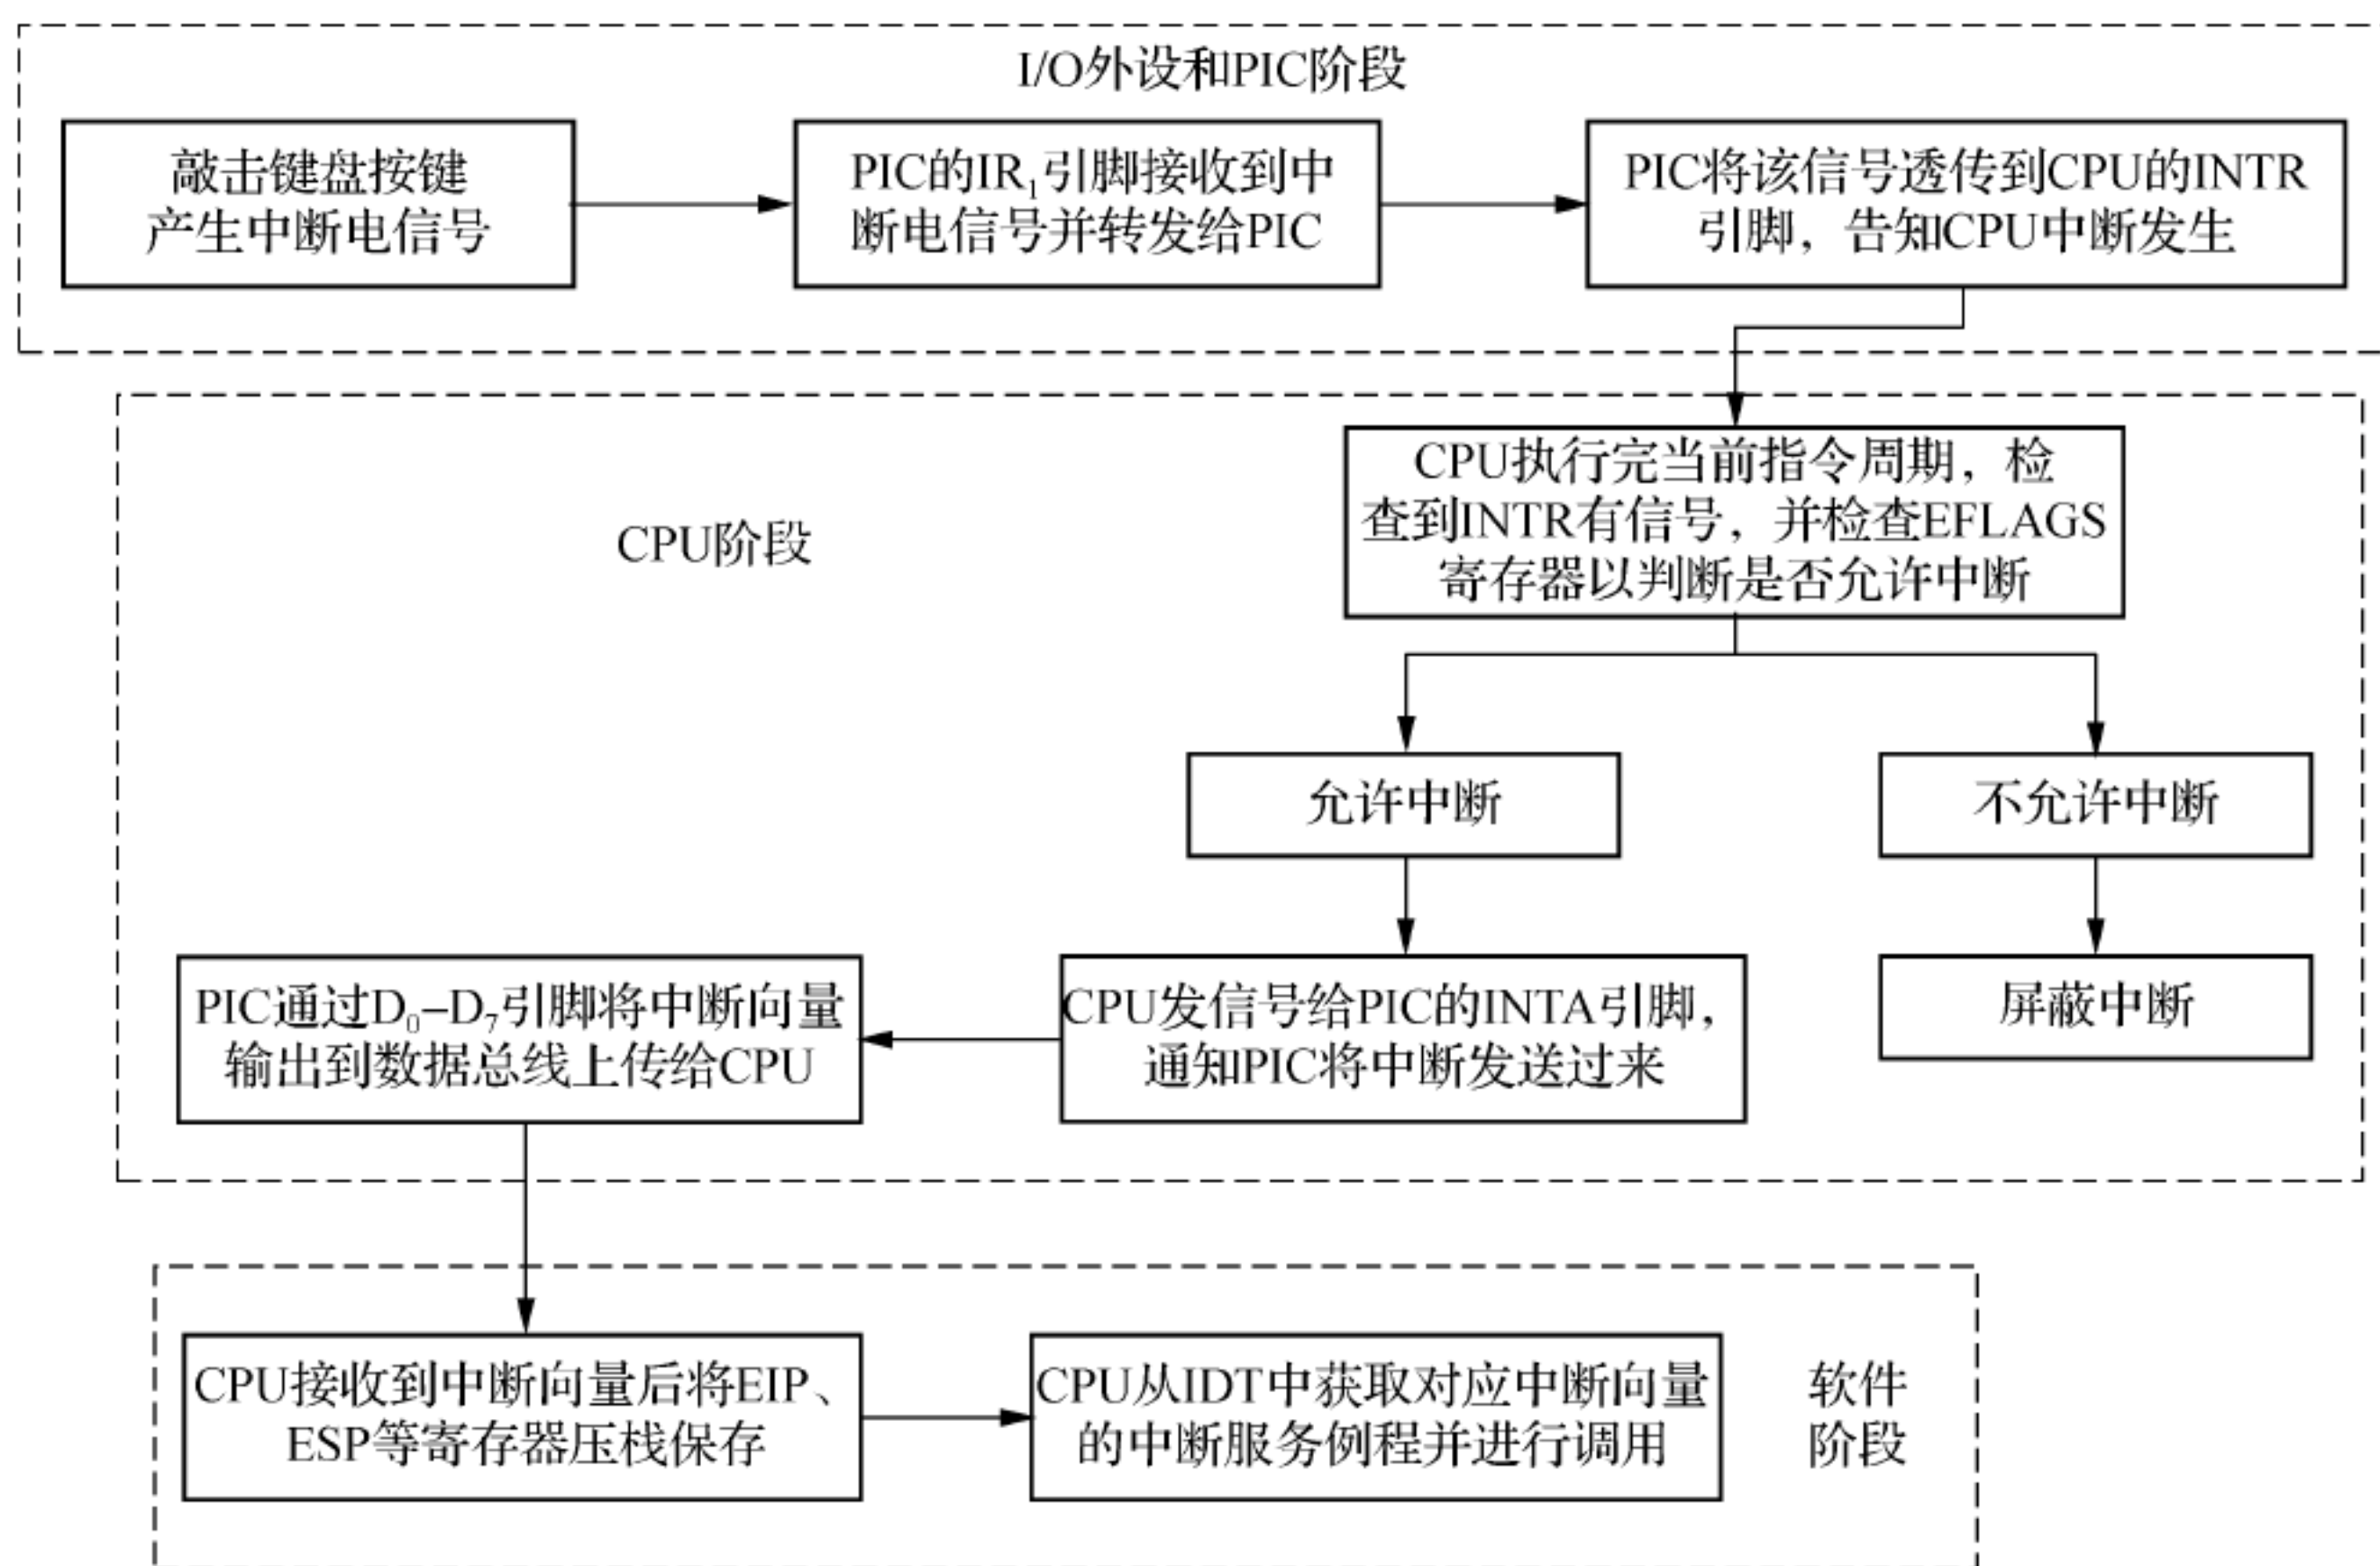 I/O外设和PIC阶段
敲击键盘按键
产生中断电信号
PIC的IR₁引脚接收到中
断电信号并转发给PIC
PIC将该信号透传到CPU的INTR
引脚，告知CPU中断发生
CPU阶段
CPU执行完当前指令周期，检
查到INTR有信号，并检查EFLAGS
寄存器以判断是否允许中断
允许中断
不允许中断
PIC通过D₀–D₇引脚将中断向量
输出到数据总线上传给CPU
CPU发信号给PIC的INTA引脚，
通知PIC将中断发送过来
屏蔽中断
CPU接收到中断向量后将EIP、
ESP等寄存器压栈保存
CPU从IDT中获取对应中断向量
的中断服务例程并进行调用
软件
阶段